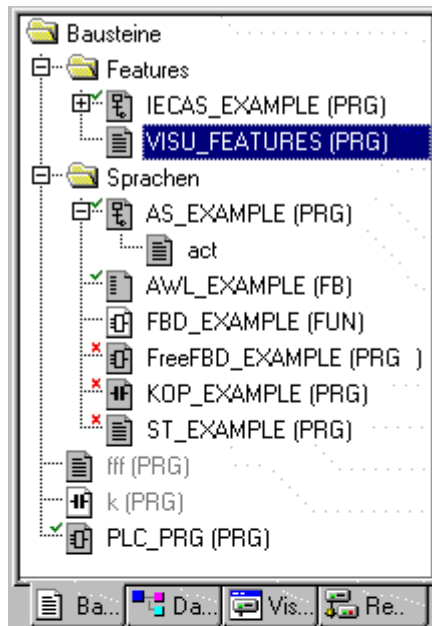 Bausteine
Features
IECAS_EXAMPLE (PRG)
VISU_FEATURES (PRG)
Sprachen
AS_EXAMPLE (PRG)
act
AWL_EXAMPLE (FB)
FBD_EXAMPLE (FUN)
FreeFBD_EXAMPLE (PRG )
KOP_EXAMPLE (PRG)
ST_EXAMPLE (PRG)
fff (PRG)
k (PRG)
PLC_PRG (PRG)
Ba... Da... Vis... Re..